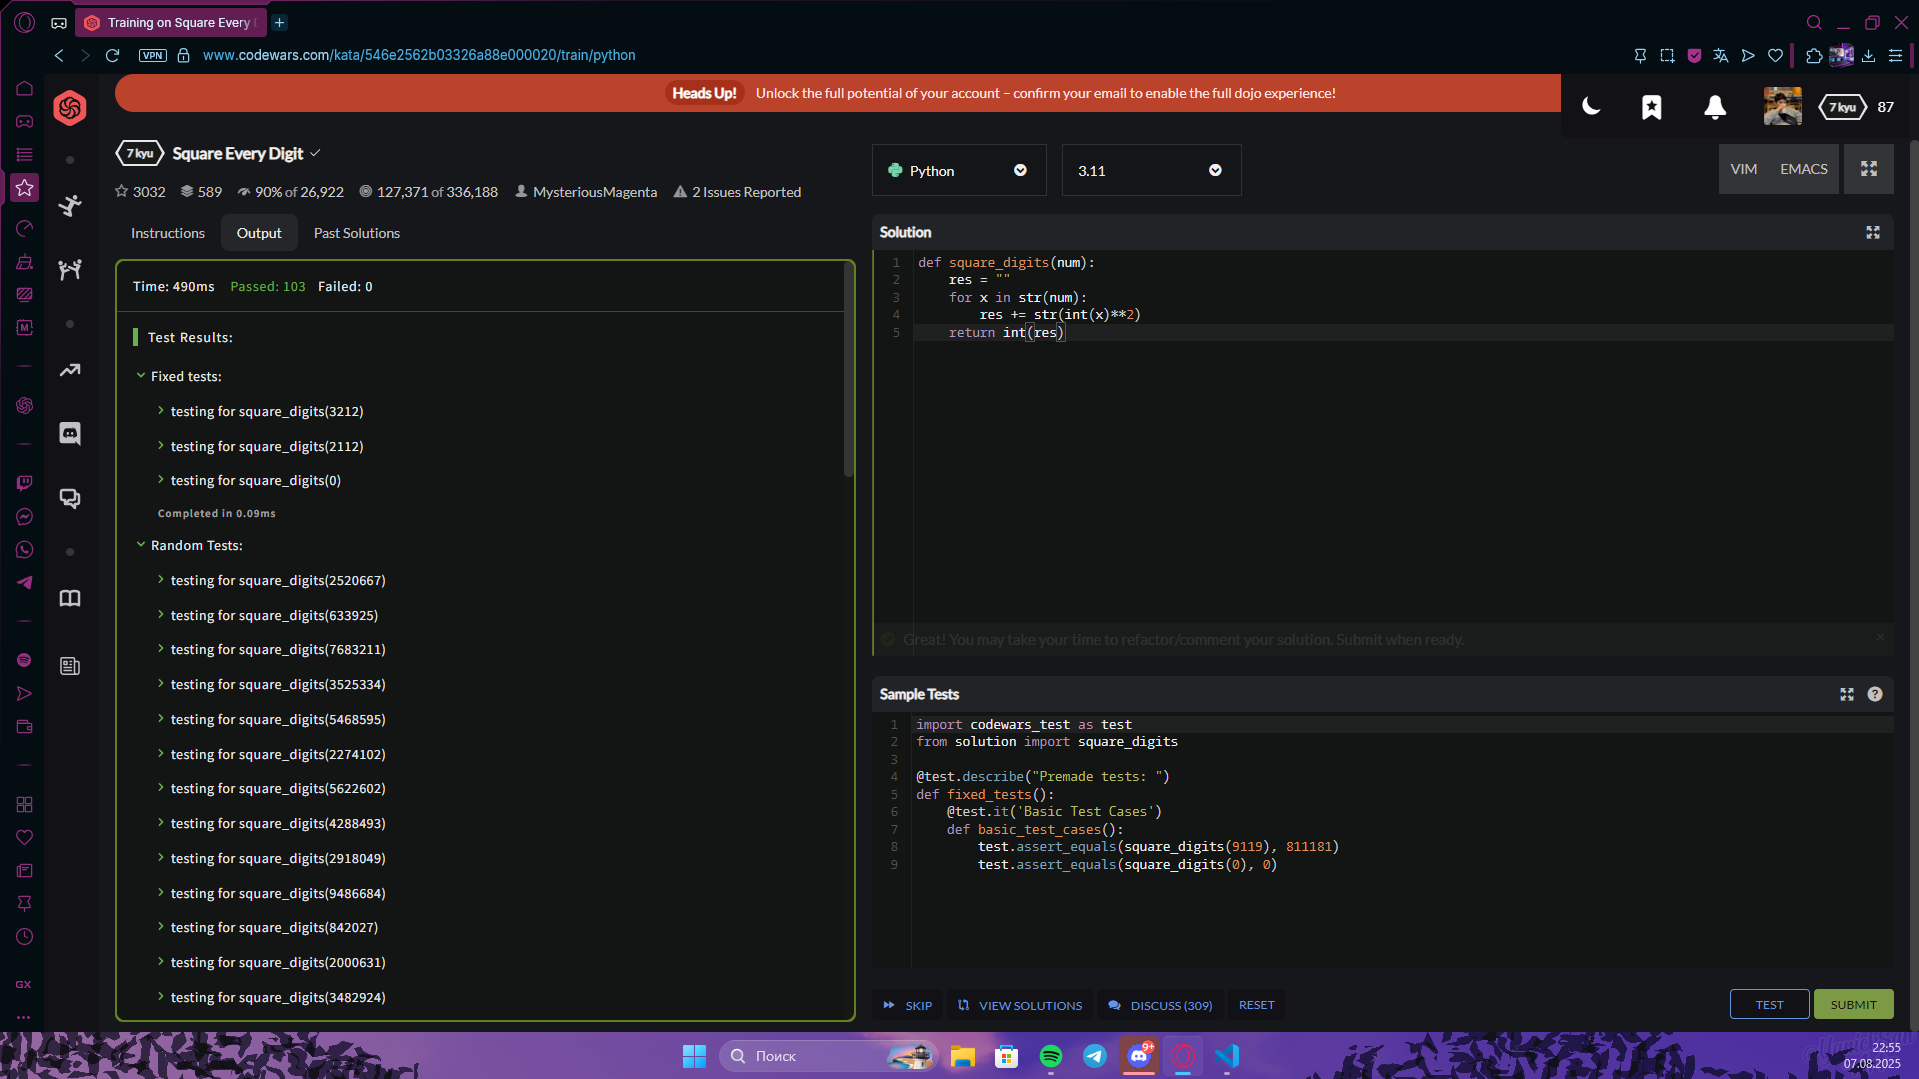 Training on Square Every D
VPN
www.codewars.com/kata/546e2562b03326a88e000020/train/python
Heads Up! Unlock the full potential of your account – confirm your email to enable the full dojo experience!
7 kyu 87
7 kyu Square Every Digit
3032 589 90% of 26,922 127,371 of 336,188 MysteriousMagenta 2 Issues Reported
Instructions Output Past Solutions
Time: 490ms Passed: 103 Failed: 0
Test Results:
Fixed tests:
testing for square_digits(3212)
testing for square_digits(2112)
testing for square_digits(0)
Completed in 0.09ms
Random Tests:
testing for square_digits(2520667)
testing for square_digits(633925)
testing for square_digits(7683211)
testing for square_digits(3525334)
testing for square_digits(5468595)
testing for square_digits(2274102)
testing for square_digits(5622602)
testing for square_digits(4288493)
testing for square_digits(2918049)
testing for square_digits(9486684)
testing for square_digits(842027)
testing for square_digits(2000631)
testing for square_digits(3482924)
Python 3.11 VIM EMACS
Solution
1 def square_digits(num):
2 res = ""
3 for x in str(num):
4 res += str(int(x)**2)
5 return int(res)
Great! You may take your time to refactor/comment your solution. Submit when ready.
Sample Tests
1 import codewars_test as test
2 from solution import square_digits
3
4 @test.describe("Premade tests: ")
5 def fixed_tests():
6 @test.it('Basic Test Cases')
7 def basic_test_cases():
8 test.assert_equals(square_digits(9119), 811181)
9 test.assert_equals(square_digits(0), 0)
SKIP VIEW SOLUTIONS DISCUSS (309) RESET TEST SUBMIT
GX
Поиск
9+
22:55
07.08.2025